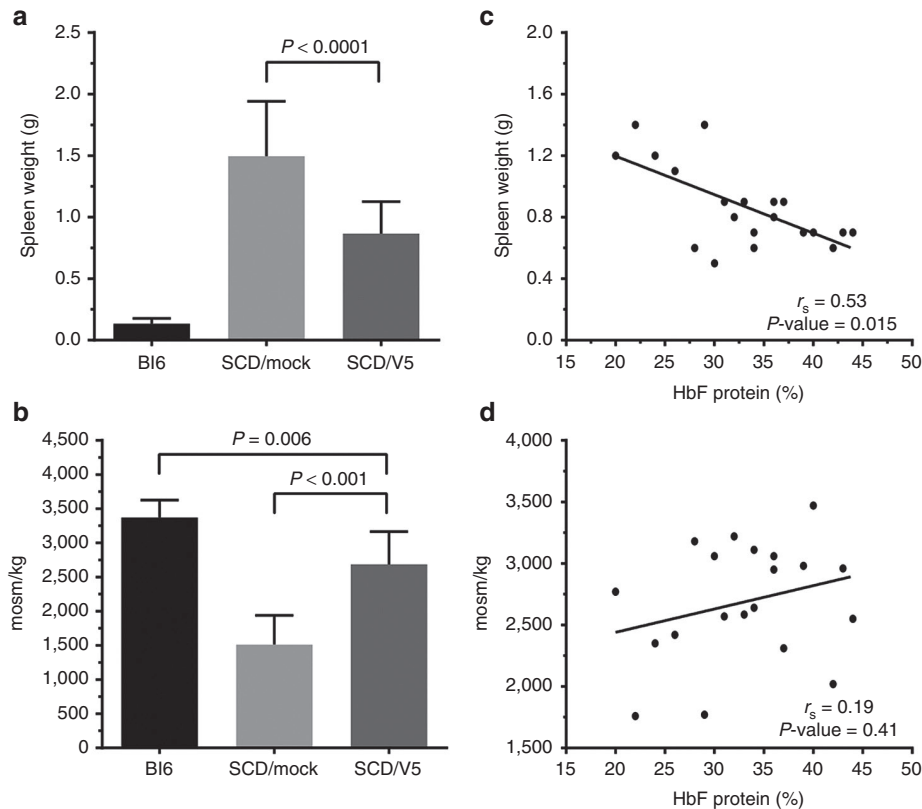 a
2.5
2.0
1.5
1.0
0.5
0.0
Spleen weight (g)
P < 0.0001
BI6
SCD/mock
SCD/V5
c
2.0
1.6
1.2
0.8
0.4
0.0
Spleen weight (g)
rs = 0.53
P-value = 0.015
15
20
25
30
35
40
45
50
HbF protein (%)
b
4,500
4,000
3,500
3,000
2,500
2,000
1,500
1,000
500
0
mosm/kg
P = 0.006
P < 0.001
BI6
SCD/mock
SCD/V5
d
4,000
3,500
3,000
2,500
2,000
1,500
mosm/kg
rs = 0.19
P-value = 0.41
15
20
25
30
35
40
45
50
HbF protein (%)